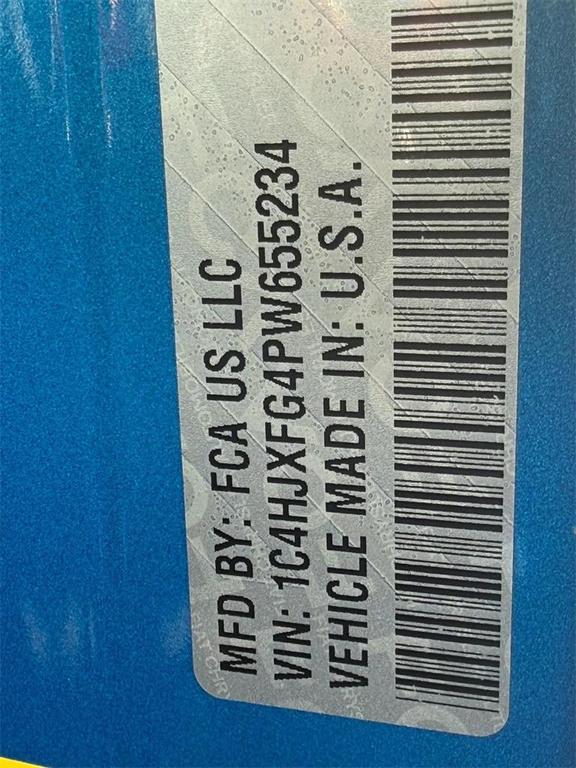 MFD BY: FCA US LLC
VIN: 1C4HJXFG4PW655234
VEHICLE MADE IN: U.S.A.